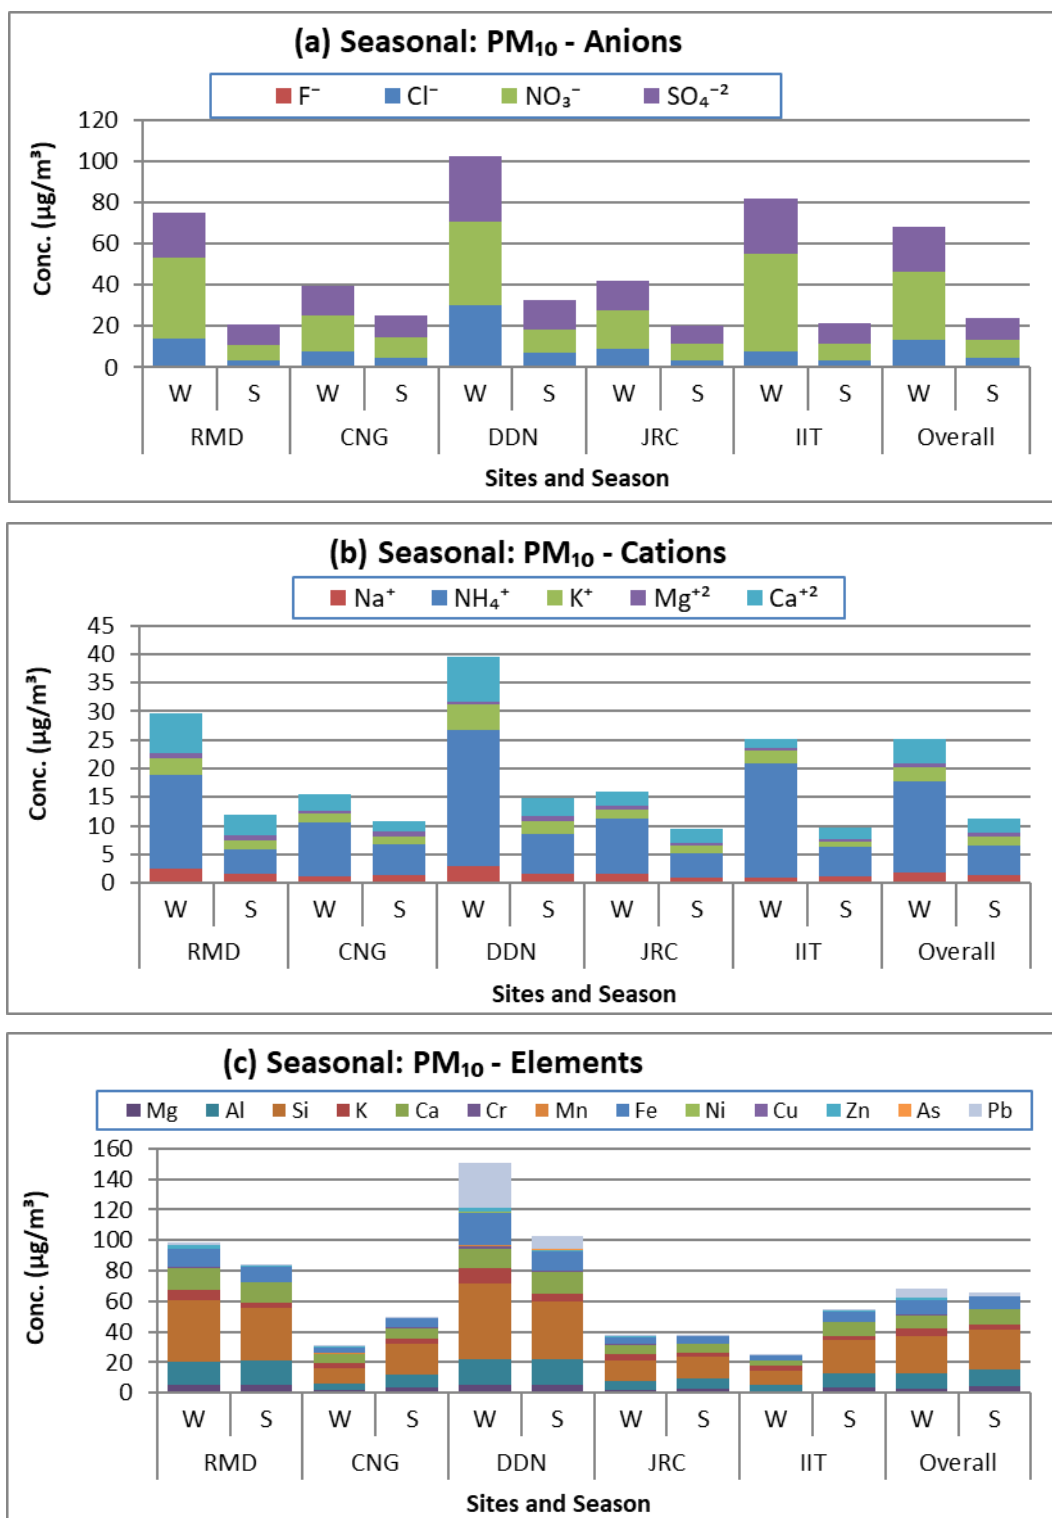 (a) Seasonal: PM₁₀ - Anions
F⁻ Cl⁻ NO₃⁻ SO₄⁻²
Conc. (µg/m³)
120
100
80
60
40
20
0
W S W S W S W S W S W S
RMD CNG DDN JRC IIT Overall
Sites and Season
(b) Seasonal: PM₁₀ - Cations
Na⁺ NH₄⁺ K⁺ Mg⁺² Ca⁺²
Conc. (µg/m³)
45
40
35
30
25
20
15
10
5
0
W S W S W S W S W S W S
RMD CNG DDN JRC IIT Overall
Sites and Season
(c) Seasonal: PM₁₀ - Elements
Mg Al Si K Ca Cr Mn Fe Ni Cu Zn As Pb
Conc. (µg/m³)
160
140
120
100
80
60
40
20
0
W S W S W S W S W S W S
RMD CNG DDN JRC IIT Overall
Sites and Season